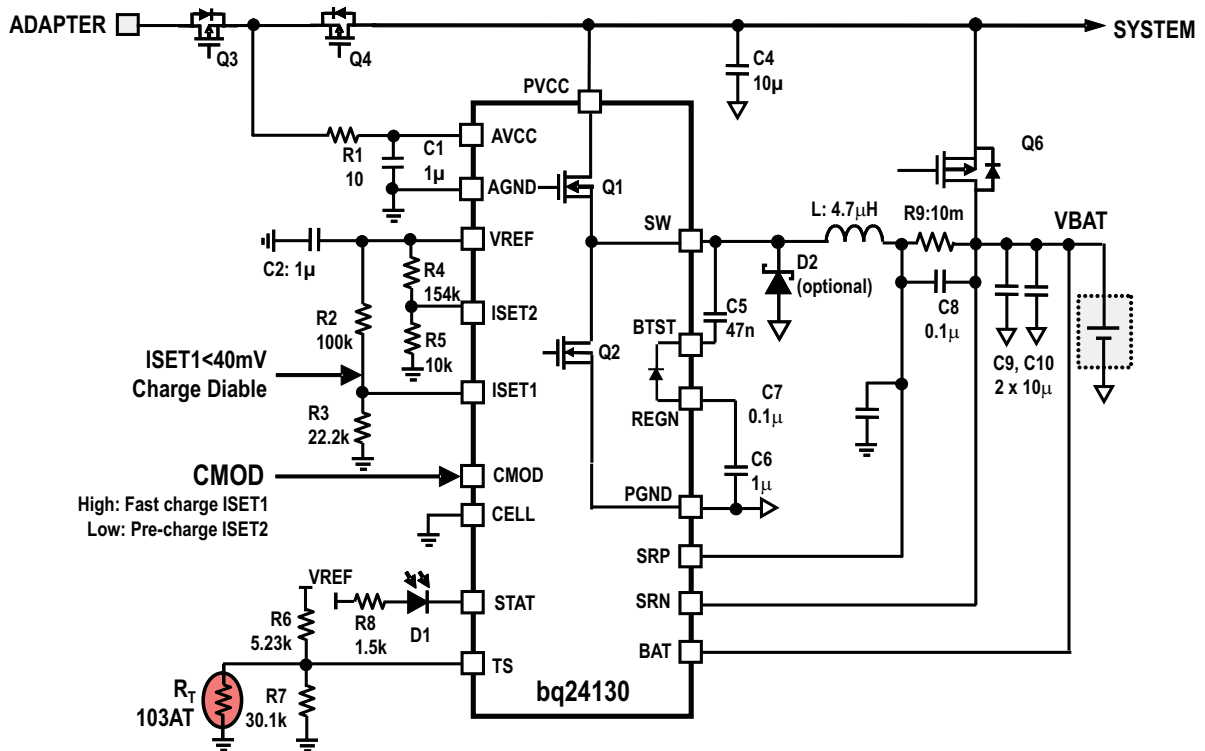 ADAPTER
Q3
Q4
SYSTEM
C4
10µ
PVCC
AVCC
R1
10
C1
1µ
AGND
Q1
Q6
SW
L: 4.7µH
R9:10m
VBAT
VREF
C2: 1µ
R4
154k
D2
(optional)
C8
0.1µ
ISET2
R2
100k
R5
10k
Q2
C5
47n
BTST
C9, C10
2 x 10µ
ISET1<40mV
Charge Diable
ISET1
C7
0.1µ
REGN
R3
22.2k
C6
1µ
CMOD
CMOD
High: Fast charge ISET1
Low: Pre-charge ISET2
PGND
CELL
SRP
VREF
STAT
SRN
R6
5.23k
R8
1.5k
D1
BAT
TS
RT
103AT
R7
30.1k
bq24130